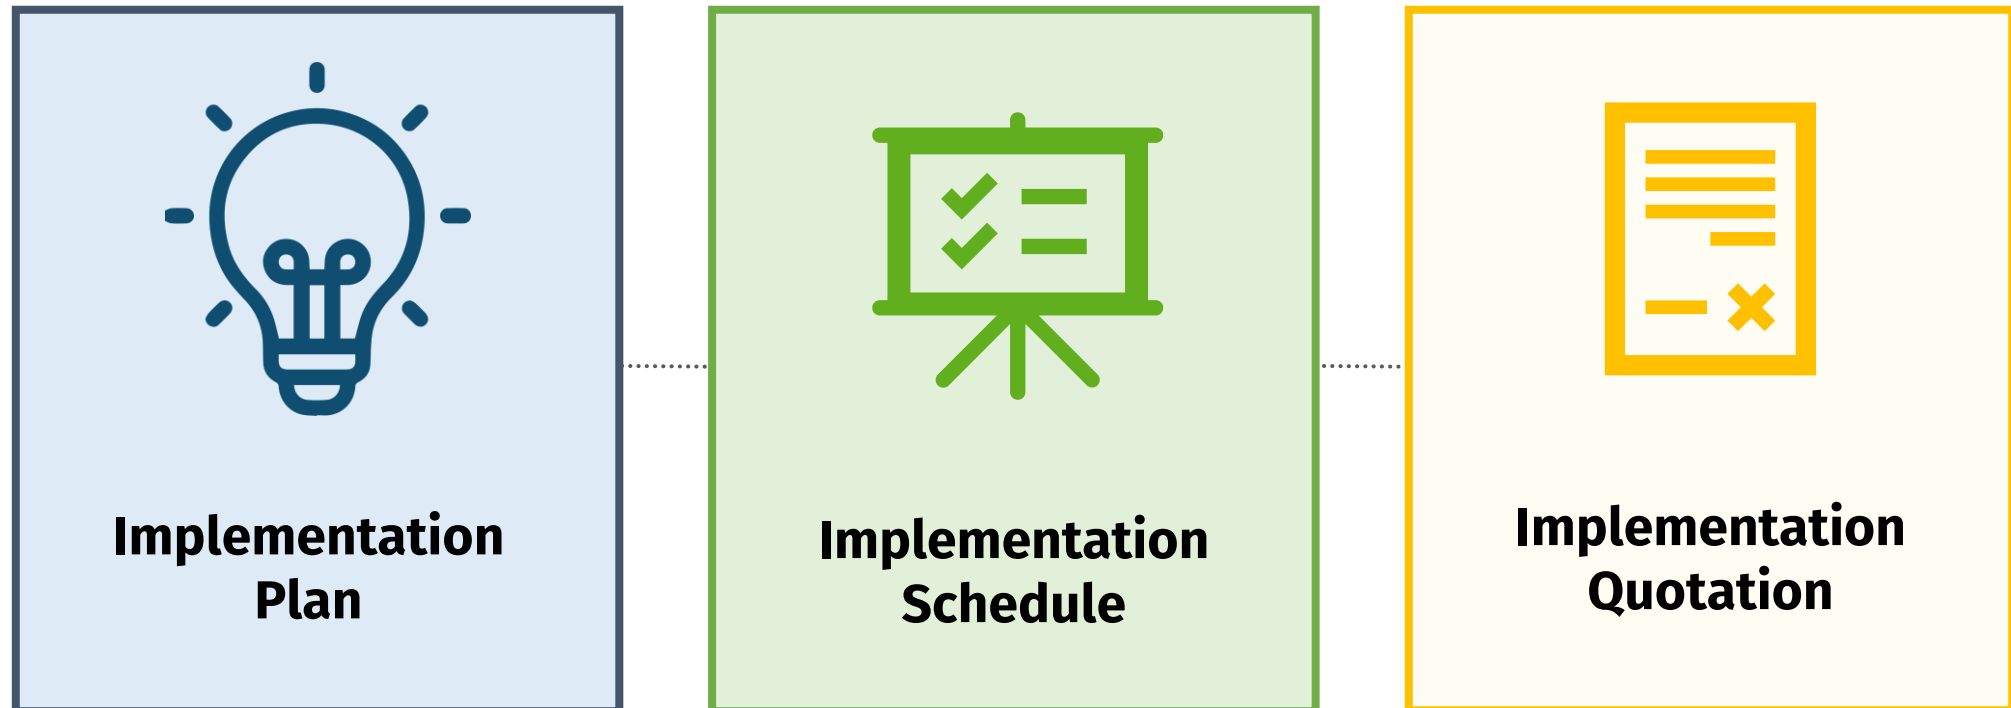 Implementation
Plan
Implementation
Schedule
Implementation
Quotation